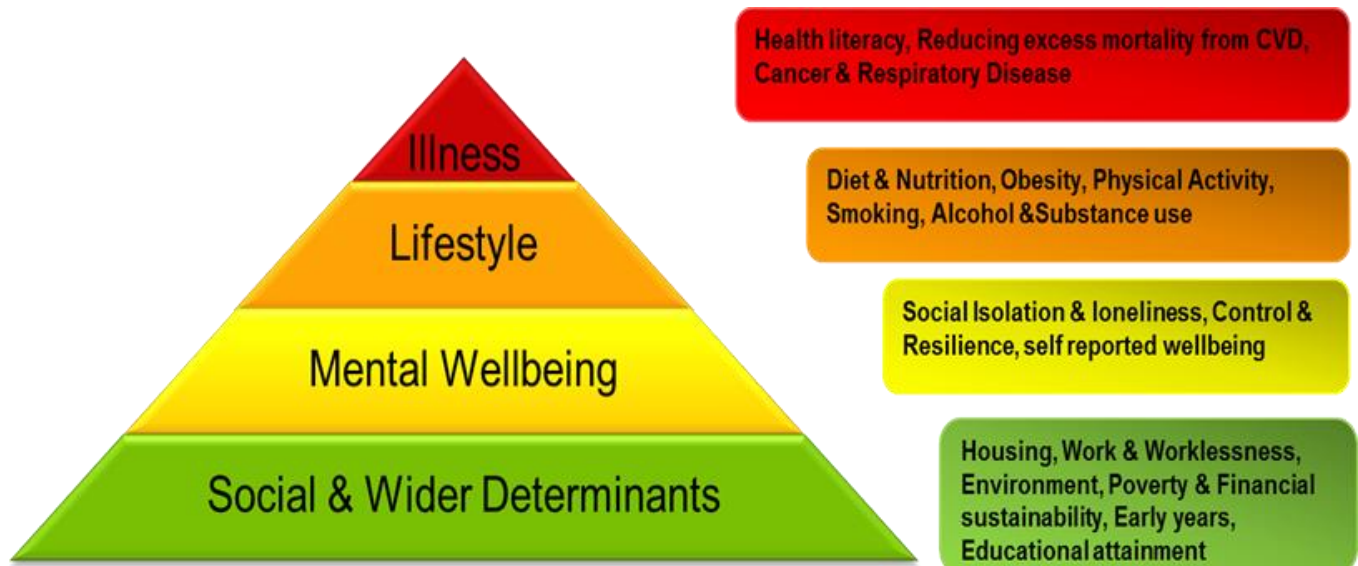 Health literacy, Reducing excess mortality from CVD,
Cancer & Respiratory Disease
Illness
Diet & Nutrition, Obesity, Physical Activity,
Smoking, Alcohol &Substance use
Lifestyle
Social Isolation & loneliness, Control &
Resilience, self reported wellbeing
Mental Wellbeing
Housing, Work & Worklessness,
Environment, Poverty & Financial
sustainability, Early years,
Educational attainment
Social & Wider Determinants